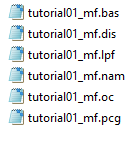 tutorial01_mf.bas
tutorial01_mf.dis
tutorial01_mf.lpf
tutorial01_mf.nam
tutorial01_mf.oc
tutorial01_mf.pcg